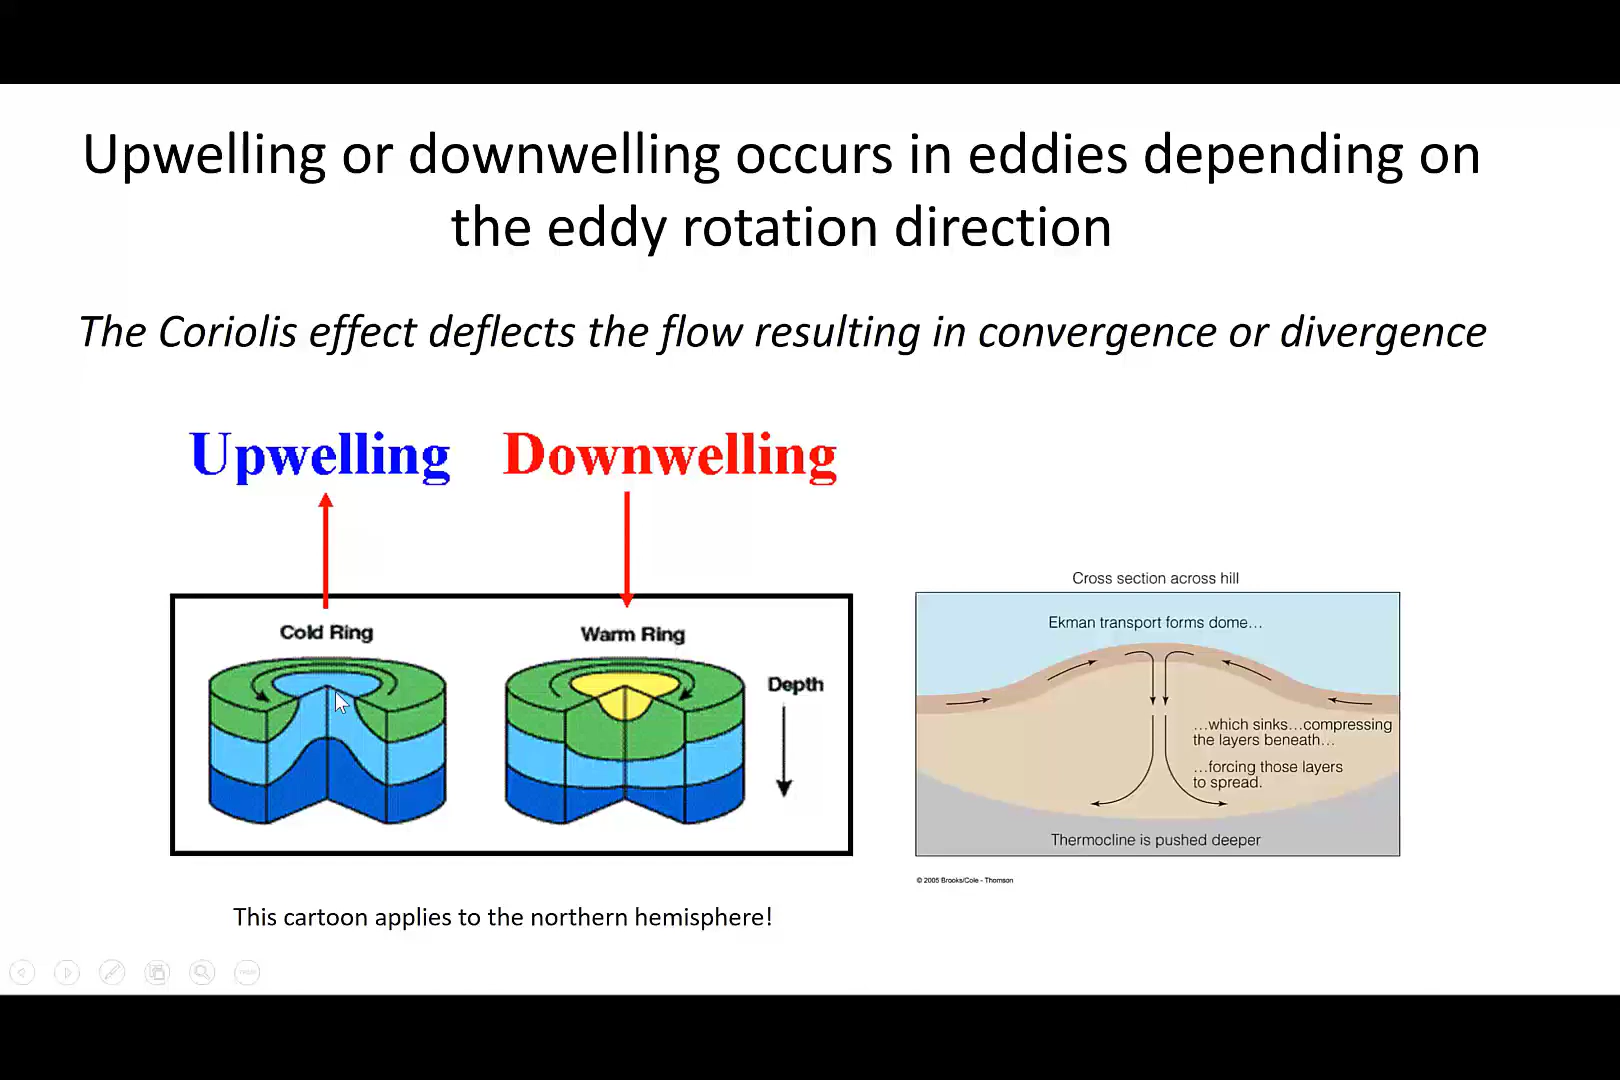 Upwelling or downwelling occurs in eddies depending on
the eddy rotation direction
The Coriolis effect deflects the flow resulting in convergence or divergence
Upwelling
Downwelling
Cold Ring
Warm Ring
Depth
This cartoon applies to the northern hemisphere!
Cross section across hill
Ekman transport forms dome…
…which sinks…compressing
the layers beneath…
…forcing those layers
to spread.
Thermocline is pushed deeper
© 2005 Brooks/Cole - Thomson